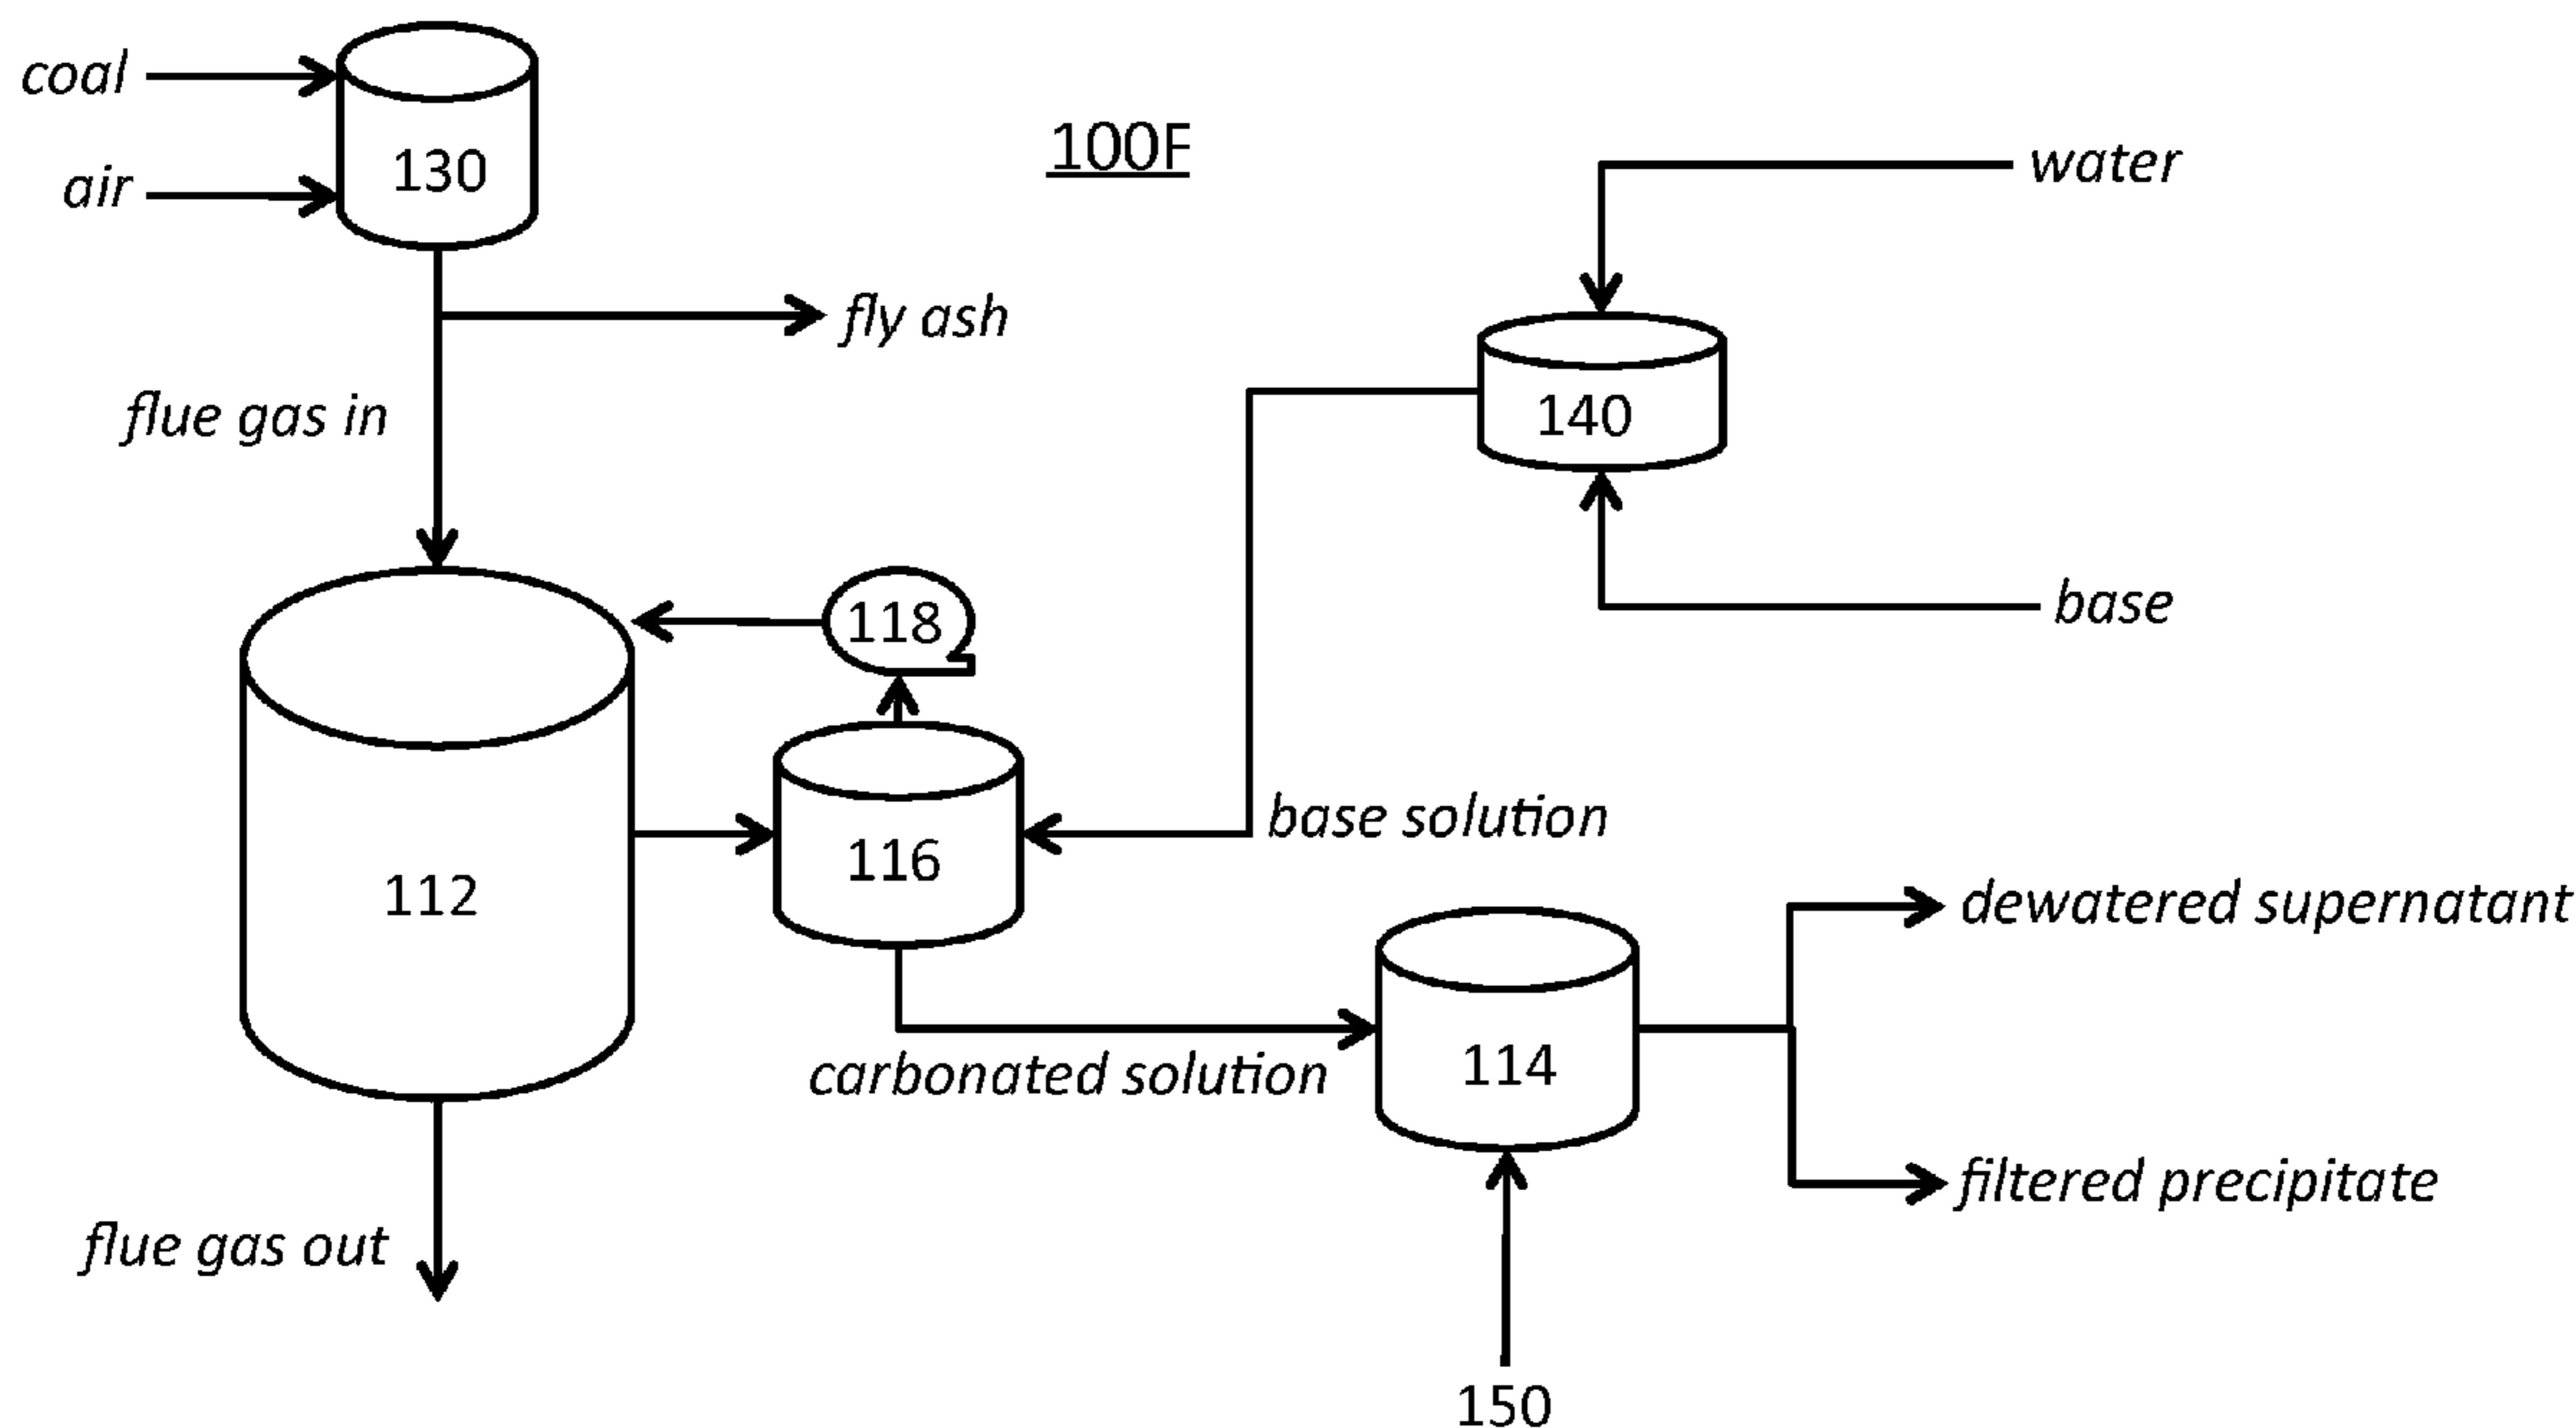 coal
130
100F
water
air
fly ash
flue gas in
140
118
base
base solution
116
112
dewatered supernatant
114
carbonated solution
filtered precipitate
flue gas out
150